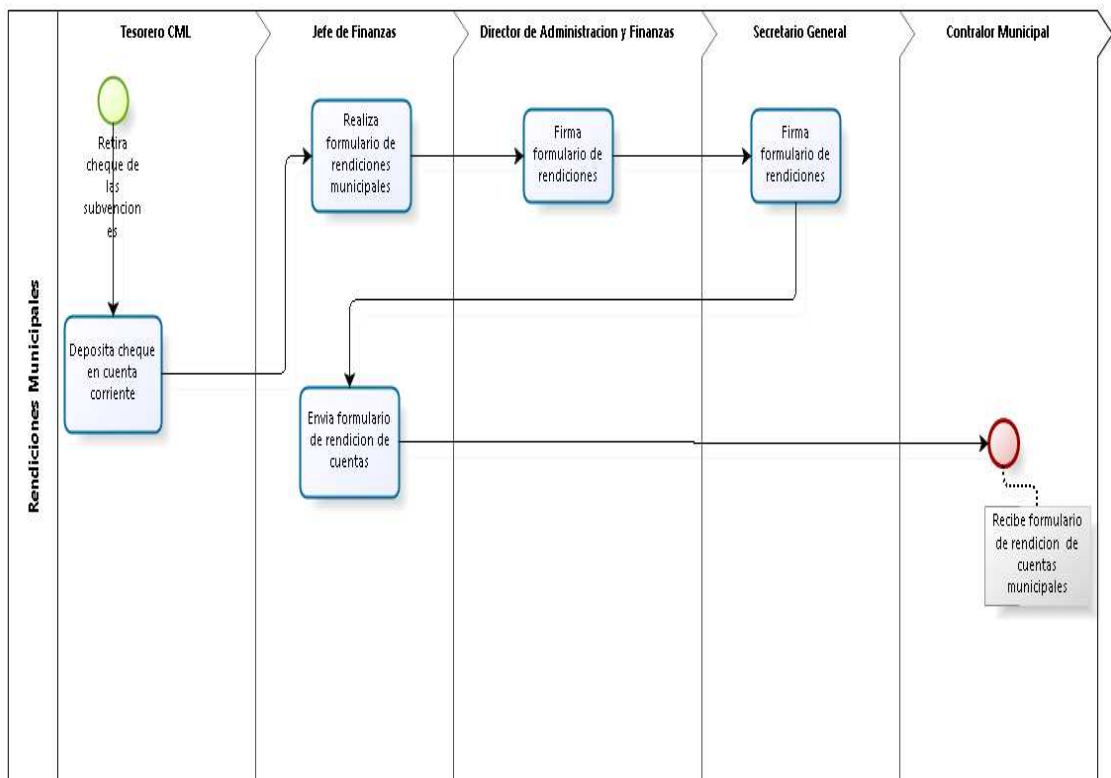 Rendiciones Municipales
Tesorero CML
Jefe de Finanzas
Director de Administracion y Finanzas
Secretario General
Contralor Municipal
Retira
cheque de
las
subvencion
es
Deposita cheque
en cuenta
corriente
Realiza
formulario de
rendiciones
municipales
Firma
formulario de
rendiciones
Firma
formulario de
rendiciones
Envia formulario
de rendicion de
cuentas
Recibe formulario
de rendicion de
cuentas
municipales